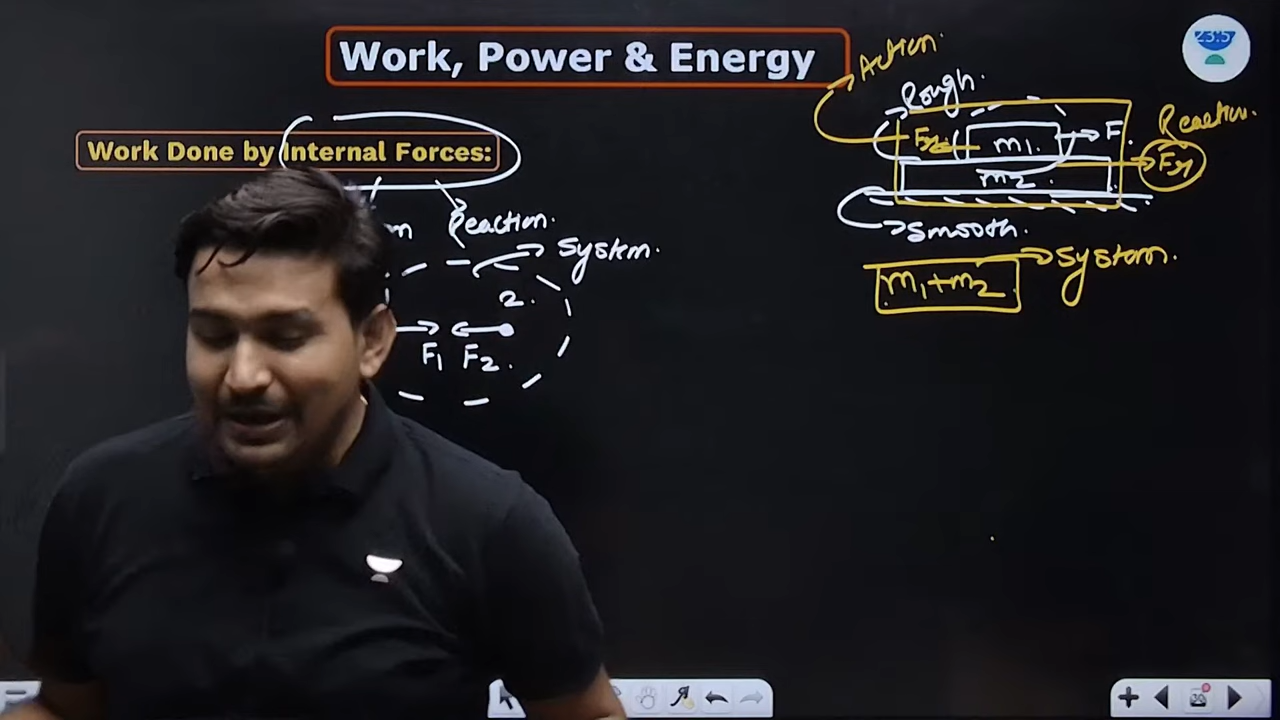 Work, Power & Energy
Work Done by Internal Forces:
Reaction.
System.
2.
F1 F2.
Action.
Rough.
Reaction.
m1. F
Fr
m2
Smooth.
m1+m2 System.